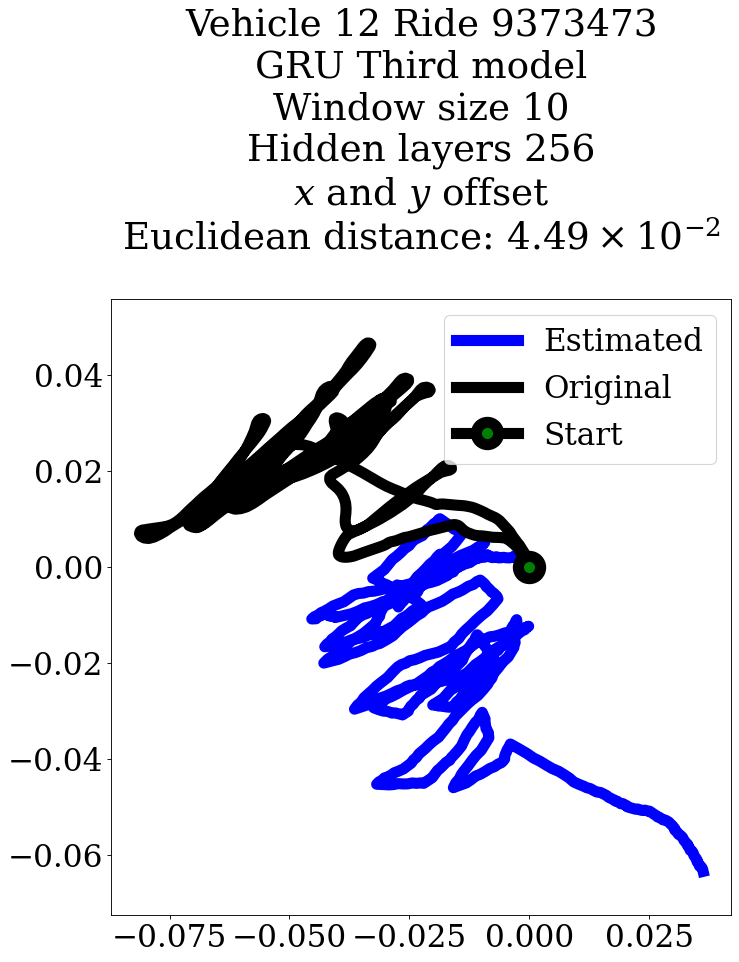 Vehicle 12 Ride 9373473
GRU Third model
Window size 10
Hidden layers 256
x and y offset
Euclidean distance: 4.49 × 10⁻²
Estimated
Original
Start
0.04
0.02
0.00
−0.02
−0.04
−0.06
−0.075 −0.050 −0.025 0.000 0.025